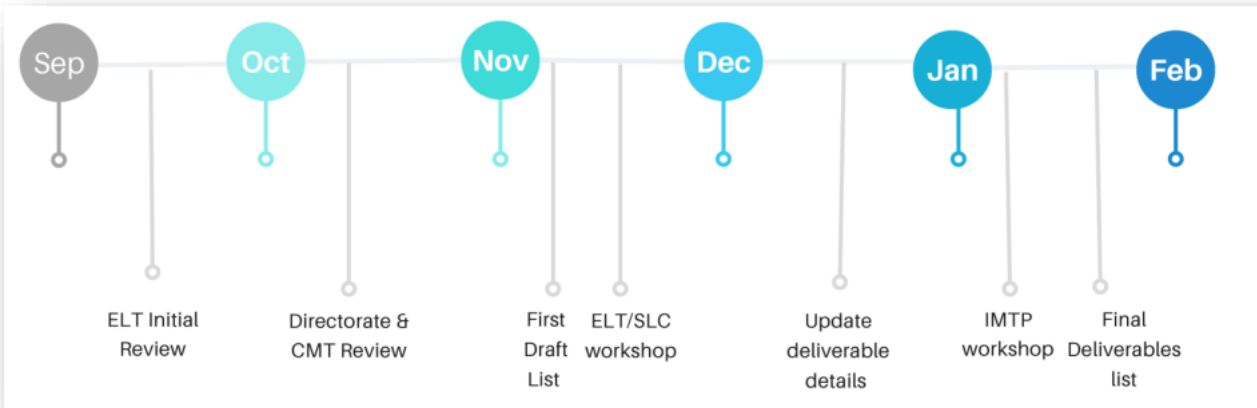 Sep
Oct
Nov
Dec
Jan
Feb
ELT Initial
Review
Directorate &
CMT Review
First
Draft
List
ELT/SLC
workshop
Update
deliverable
details
IMTP
workshop
Final
Deliverables
list